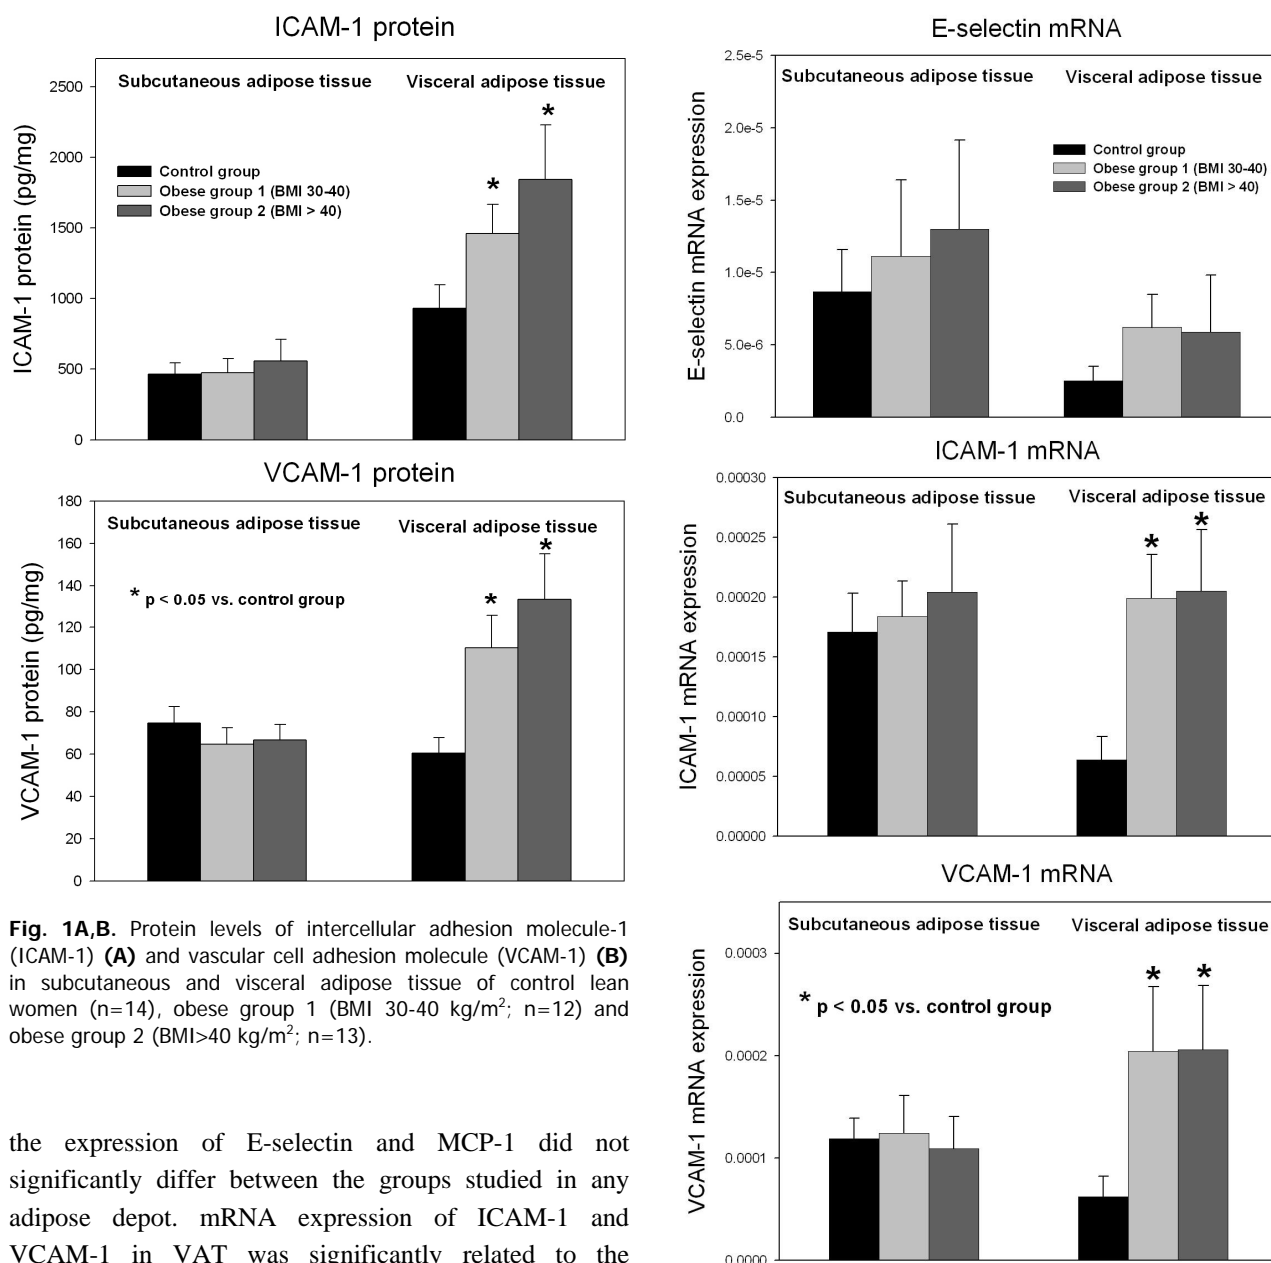 ICAM-1 protein
Subcutaneous adipose tissue
Visceral adipose tissue
ICAM-1 protein (pg/mg)
2500
2000
1500
1000
500
0
Control group
Obese group 1 (BMI 30-40)
Obese group 2 (BMI > 40)
*
*
VCAM-1 protein
Subcutaneous adipose tissue
Visceral adipose tissue
VCAM-1 protein (pg/mg)
180
160
140
120
100
80
60
40
20
0
* p < 0.05 vs. control group
*
*
Fig. 1A,B. Protein levels of intercellular adhesion molecule-1
(ICAM-1) (A) and vascular cell adhesion molecule (VCAM-1) (B)
in subcutaneous and visceral adipose tissue of control lean
women (n=14), obese group 1 (BMI 30-40 kg/m²; n=12) and
obese group 2 (BMI>40 kg/m²; n=13).
the expression of E-selectin and MCP-1 did not
significantly differ between the groups studied in any
adipose depot. mRNA expression of ICAM-1 and
VCAM-1 in VAT was significantly related to the
E-selectin mRNA
Subcutaneous adipose tissue
Visceral adipose tissue
E-selectin mRNA expression
2.5e-5
2.0e-5
1.5e-5
1.0e-5
5.0e-6
0.0
Control group
Obese group 1 (BMI 30-40)
Obese group 2 (BMI > 40)
ICAM-1 mRNA
Subcutaneous adipose tissue
Visceral adipose tissue
ICAM-1 mRNA expression
0.00030
0.00025
0.00020
0.00015
0.00010
0.00005
0.00000
*
*
VCAM-1 mRNA
Subcutaneous adipose tissue
Visceral adipose tissue
VCAM-1 mRNA expression
0.0003
0.0002
0.0001
0.0000
* p < 0.05 vs. control group
*
*